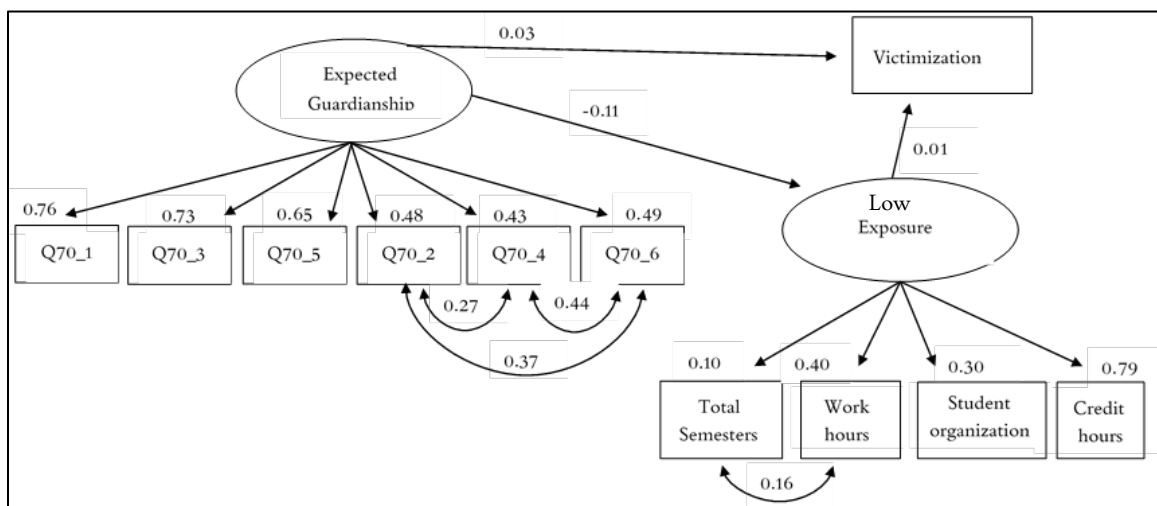 0.03
Victimization
Expected
Guardianship
-0.11
0.01
Low
Exposure
0.76
0.73
0.65
0.48
0.43
0.49
Q70_1
Q70_3
Q70_5
Q70_2
Q70_4
Q70_6
0.27
0.44
0.37
0.10
0.40
0.30
0.79
Total
Semesters
Work
hours
Student
organization
Credit
hours
0.16